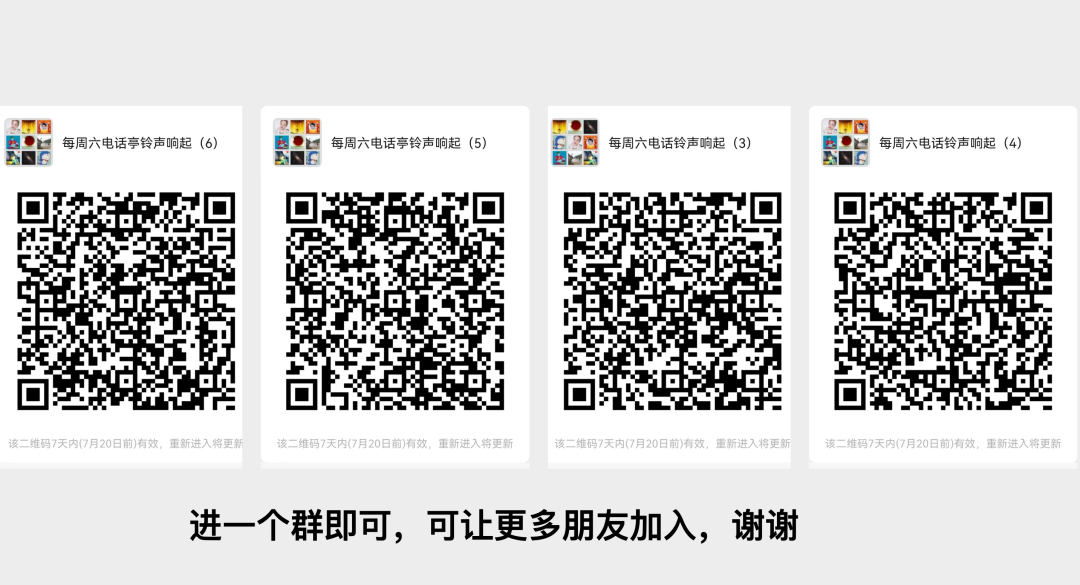 每周六电话亭铃声响起（6）
该二维码7天内(7月20日前)有效，重新进入将更新
每周六电话亭铃声响起（5）
该二维码7天内(7月20日前)有效，重新进入将更新
每周六电话铃声响起（3）
该二维码7天内(7月20日前)有效，重新进入将更新
每周六电话铃声响起（4）
该二维码7天内(7月20日前)有效，重新进入将更新
进一个群即可，可让更多朋友加入，谢谢